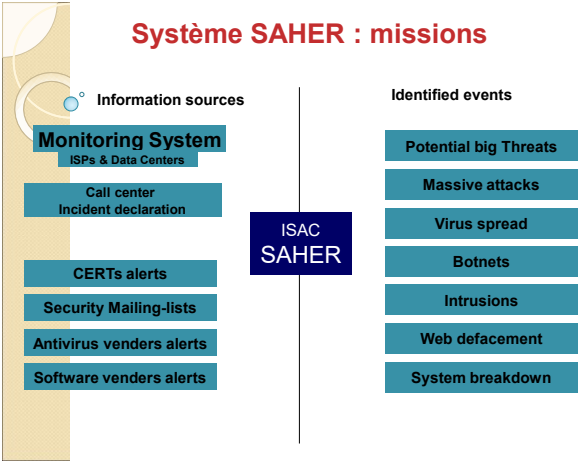 Système SAHER : missions
Information sources
Monitoring System
ISPs & Data Centers
Call center
Incident declaration
CERTs alerts
Security Mailing-lists
Antivirus venders alerts
Software venders alerts
ISAC
SAHER
Identified events
Potential big Threats
Massive attacks
Virus spread
Botnets
Intrusions
Web defacement
System breakdown